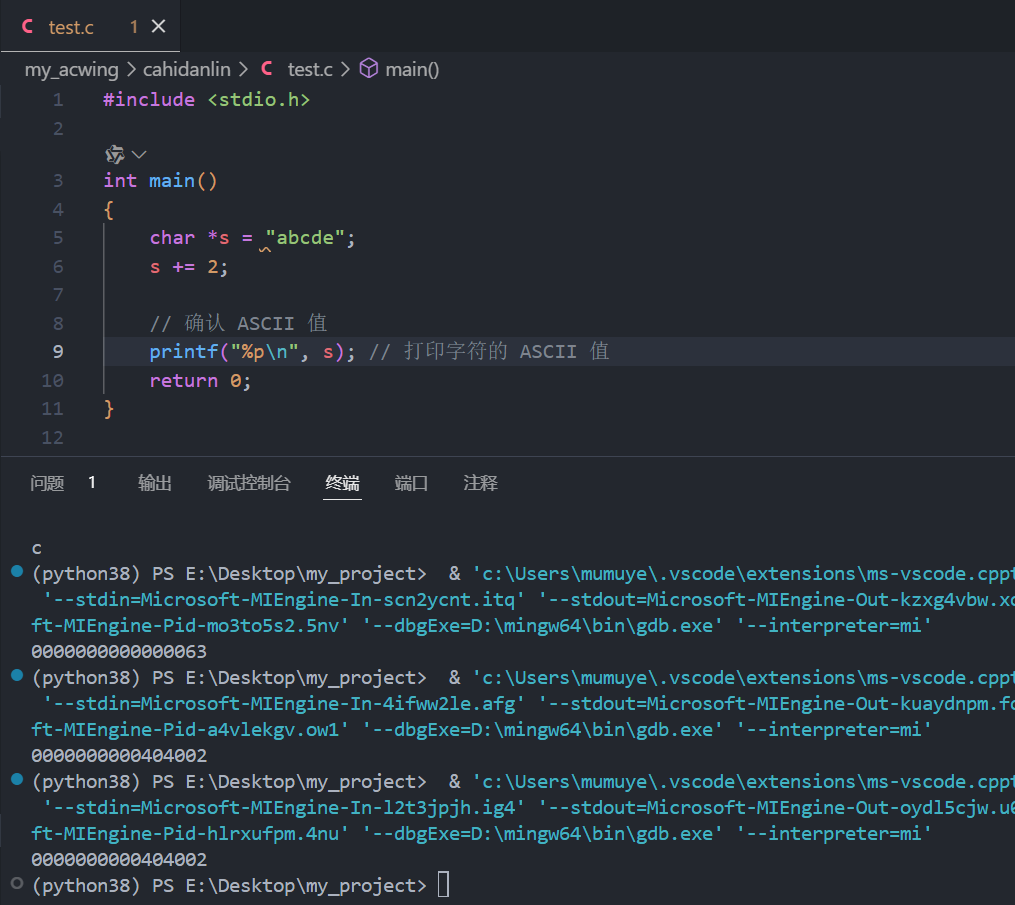 C test.c 1 ×
my_acwing > cahidanlin > C test.c > main()
1 #include <stdio.h>
2
3 int main()
4 {
5     char *s = "abcde";
6     s += 2;
7
8     // 确认 ASCII 值
9     printf("%p\n", s); // 打印字符的 ASCII 值
10     return 0;
11 }
12
问题 1 输出 调试控制台 终端 端口 注释
c
(python38) PS E:\Desktop\my_project>  & 'c:\Users\mumuye\.vscode\extensions\ms-vscode.cppt
'--stdin=Microsoft-MIEngine-In-scn2ycnt.itq' '--stdout=Microsoft-MIEngine-Out-kzxg4vbw.xc
ft-MIEngine-Pid-mo3to5s2.5nv' '--dbgExe=D:\mingw64\bin\gdb.exe' '--interpreter=mi'
0000000000000063
(python38) PS E:\Desktop\my_project>  & 'c:\Users\mumuye\.vscode\extensions\ms-vscode.cppt
'--stdin=Microsoft-MIEngine-In-4ifww2le.afg' '--stdout=Microsoft-MIEngine-Out-kuaydnpm.fc
ft-MIEngine-Pid-a4vlekgv.ow1' '--dbgExe=D:\mingw64\bin\gdb.exe' '--interpreter=mi'
0000000000404002
(python38) PS E:\Desktop\my_project>  & 'c:\Users\mumuye\.vscode\extensions\ms-vscode.cppt
'--stdin=Microsoft-MIEngine-In-l2t3jpjh.ig4' '--stdout=Microsoft-MIEngine-Out-oydl5cjw.u6
ft-MIEngine-Pid-hlrxufpm.4nu' '--dbgExe=D:\mingw64\bin\gdb.exe' '--interpreter=mi'
0000000000404002
(python38) PS E:\Desktop\my_project>